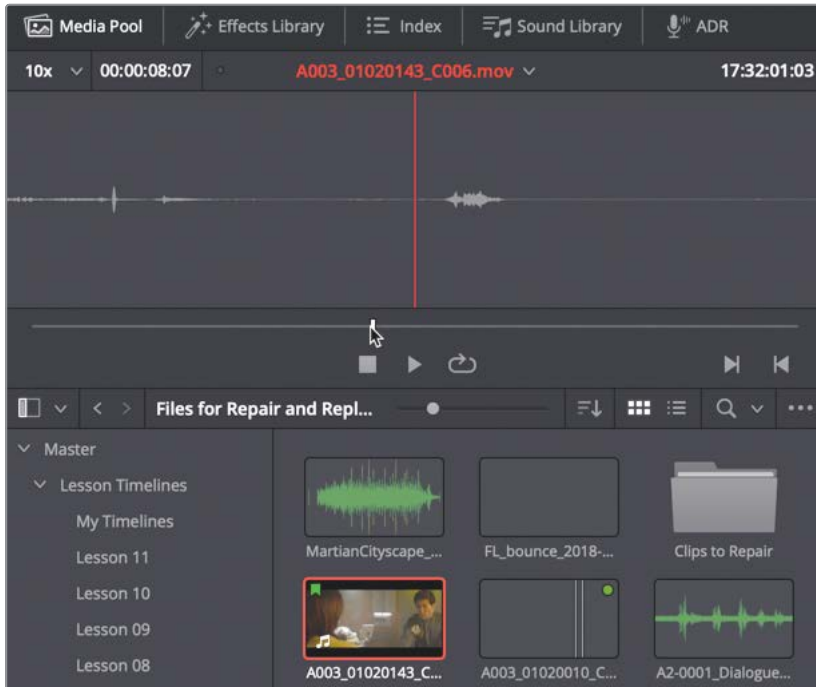 Media Pool Effects Library Index Sound Library ADR
10x 00:00:08:07 A003_01020143_C006.mov 17:32:01:03
Files for Repair and Repl...
Master
Lesson Timelines
My Timelines
Lesson 11
Lesson 10
Lesson 09
Lesson 08
MartianCityscape_... FL_bounce_2018-... Clips to Repair
A003_01020143_C... A003_01020010_C... A2-0001_Dialogue...